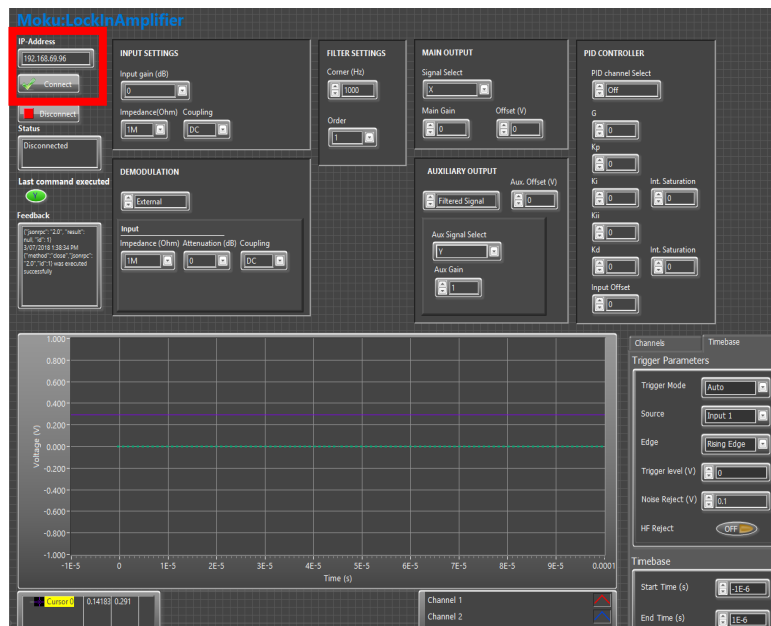 Moku:LockInAmplifier
IP-Address
192.168.69.96
Connect
Disconnect
Status
Disconnected
Last command executed
Y
Feedback
{"jsonrpc": "2.0", "result":
null, "id": 1}
3/07/2018 1:38:34 PM
{"method":"close","jsonrpc":
"2.0","id":1} was executed
successfully
INPUT SETTINGS
Input gain (dB)
0
Impedance(Ohm) Coupling
1M DC
DEMODULATION
External
Input
Impedance (Ohm) Attenuation (dB) Coupling
1M 0 DC
FILTER SETTINGS
Corner (Hz)
1000
Order
1
MAIN OUTPUT
Signal Select
X
Main Gain Offset (V)
0 0
AUXILIARY OUTPUT
Aux. Offset (V)
Filtered Signal 0
Aux Signal Select
Y
Aux Gain
1
PID CONTROLLER
PID channel Select
Off
G
0
Kp
0
Ki Int. Saturation
0 0
Kii
0
Kd Int. Saturation
0 0
Input Offset
0
1.000
0.800
0.600
0.400
0.200
0.000
-0.200
-0.400
-0.600
-0.800
-1.000
Voltage (V)
-1E-5 0 1E-5 2E-5 3E-5 4E-5 5E-5 6E-5 7E-5 8E-5 9E-5 0.0001
Time (s)
Cursor 0 0.14183 0.291
Channel 1
Channel 2
Channels Timebase
Trigger Parameters
Trigger Mode Auto
Source Input 1
Edge Rising Edge
Trigger level (V) 0
Noise Reject (V) 0.1
HF Reject OFF
Timebase
Start Time (s) -1E-6
End Time (s) 1E-6